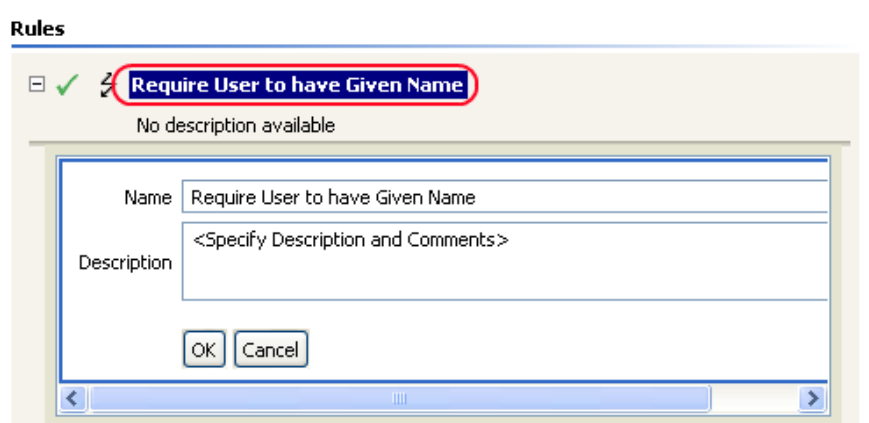 Rules
Require User to have Given Name
No description available
Name Require User to have Given Name
<Specify Description and Comments>
Description
OK Cancel